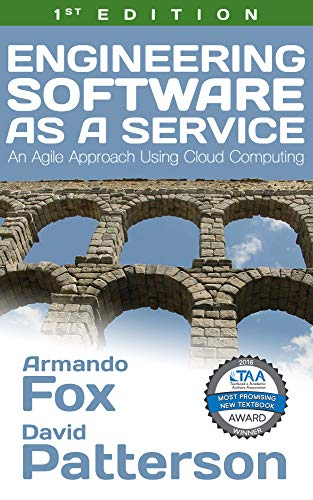 1ST EDITION
ENGINEERING
SOFTWARE
AS A SERVICE
An Agile Approach Using Cloud Computing
Armando
Fox
David
Patterson
2016
TAA
Textbook & Academic
Authors Association
MOST PROMISING
NEW TEXTBOOK
AWARD
WINNER